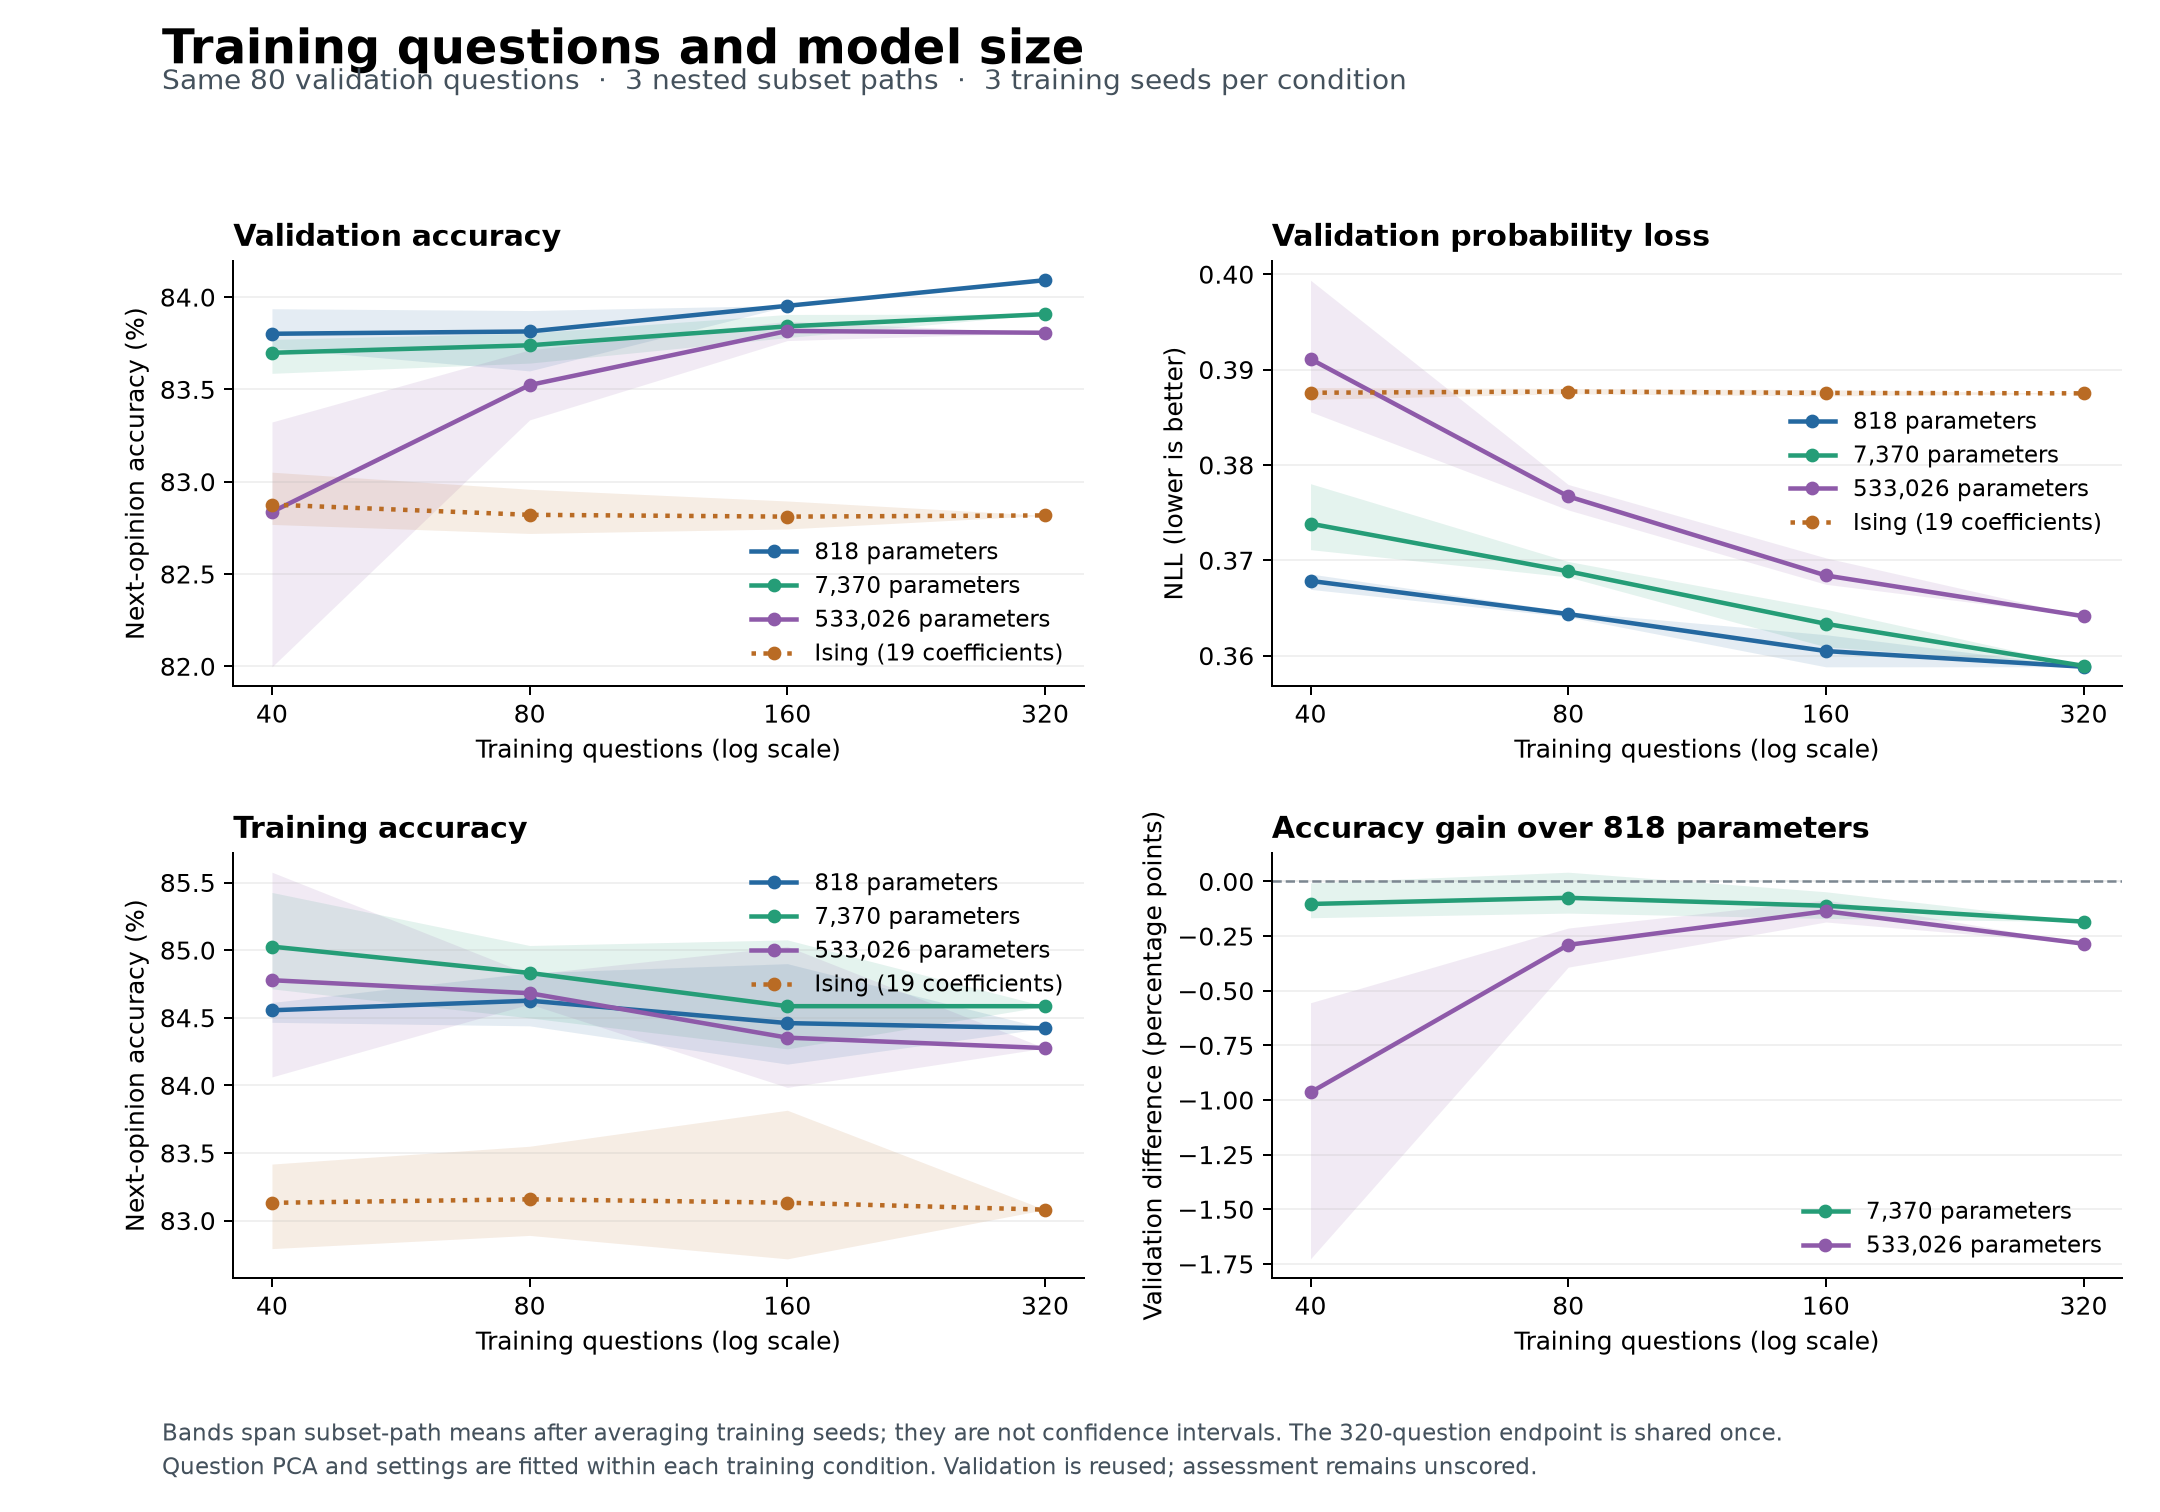 Training questions and model size
Same 80 validation questions · 3 nested subset paths · 3 training seeds per condition
Validation accuracy
Next-opinion accuracy (%)
84.0
83.5
83.0
82.5
82.0
818 parameters
7,370 parameters
533,026 parameters
Ising (19 coefficients)
40 80 160 320
Training questions (log scale)
Validation probability loss
NLL (lower is better)
0.40
0.39
0.38
0.37
0.36
818 parameters
7,370 parameters
533,026 parameters
Ising (19 coefficients)
40 80 160 320
Training questions (log scale)
Training accuracy
Next-opinion accuracy (%)
85.5
85.0
84.5
84.0
83.5
83.0
818 parameters
7,370 parameters
533,026 parameters
Ising (19 coefficients)
40 80 160 320
Training questions (log scale)
Accuracy gain over 818 parameters
Validation difference (percentage points)
0.00
−0.25
−0.50
−0.75
−1.00
−1.25
−1.50
−1.75
7,370 parameters
533,026 parameters
40 80 160 320
Training questions (log scale)
Bands span subset-path means after averaging training seeds; they are not confidence intervals. The 320-question endpoint is shared once.
Question PCA and settings are fitted within each training condition. Validation is reused; assessment remains unscored.